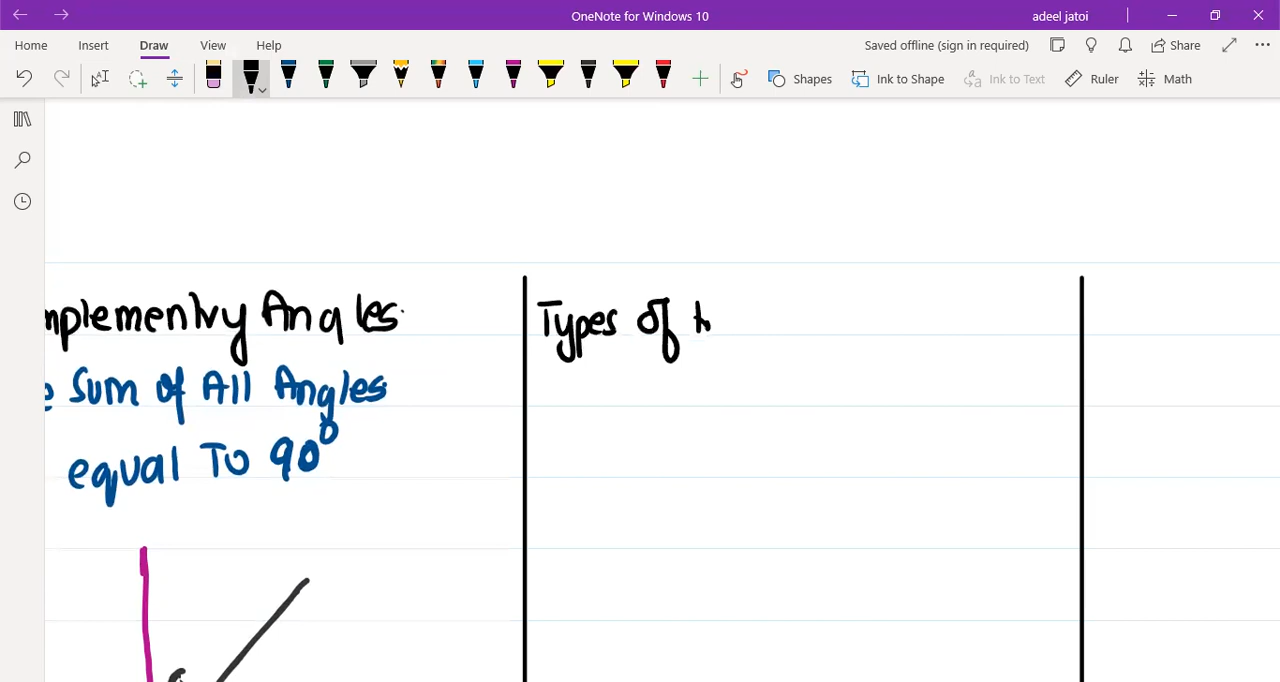 OneNote for Windows 10
adeel jatoi
Home Insert Draw View Help
Saved offline (sign in required)
Share
Shapes
Ink to Shape
Ink to Text
Ruler
Math
mplementry Angles
Types of
e Sum of All Angles
equal To 90°